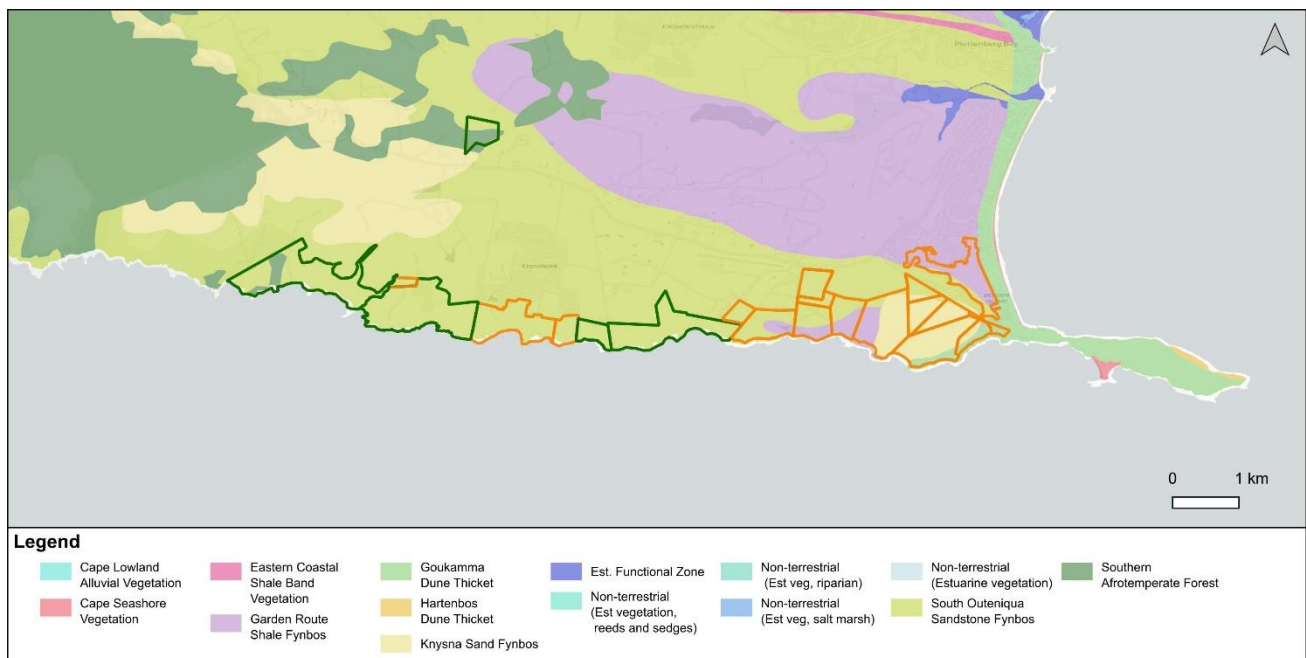 Plettenberg Bay
Kranshoek
0 1 km
Legend
Cape Lowland
Alluvial Vegetation
Cape Seashore
Vegetation
Eastern Coastal
Shale Band
Vegetation
Garden Route
Shale Fynbos
Goukamma
Dune Thicket
Hartenbos
Dune Thicket
Knysna Sand Fynbos
Est. Functional Zone
Non-terrestrial
(Est vegetation,
reeds and sedges)
Non-terrestrial
(Est veg, riparian)
Non-terrestrial
(Est veg, salt marsh)
Non-terrestrial
(Estuarine vegetation)
South Outeniqua
Sandstone Fynbos
Southern
Afrotemperate Forest